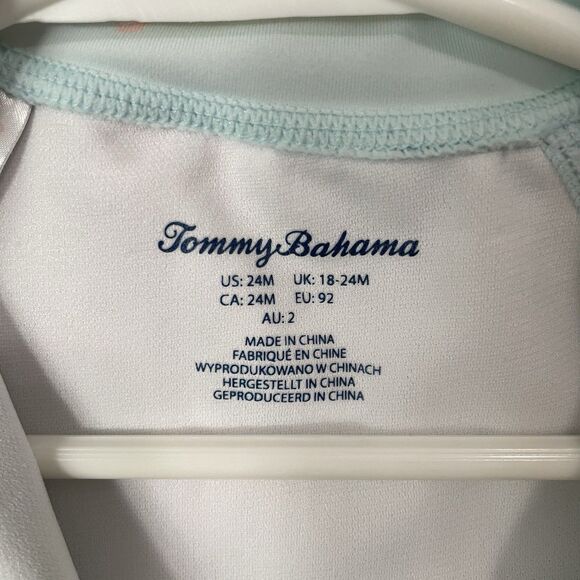 Tommy Bahama
US: 24M UK: 18-24M
CA: 24M EU: 92
AU: 2
MADE IN CHINA
FABRIQUÉ EN CHINE
WYPRODUKOWANO W CHINACH
HERGESTELLT IN CHINA
GEPRODUCEERD IN CHINA